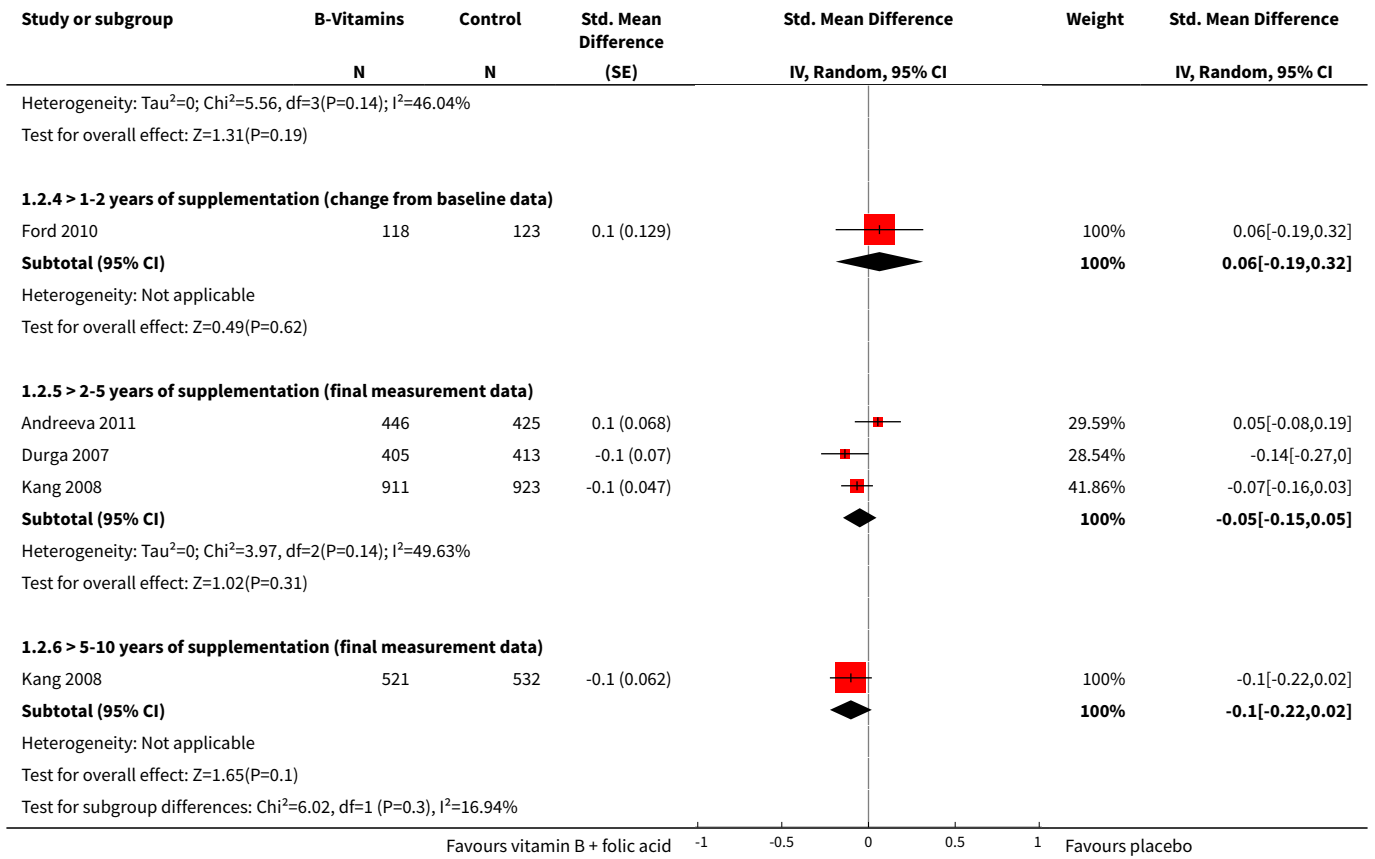 Study or subgroup B-Vitamins Control Std. Mean Difference Std. Mean Difference Weight Std. Mean Difference
N N (SE) IV, Random, 95% CI IV, Random, 95% CI
Heterogeneity: Tau²=0; Chi²=5.56, df=3(P=0.14); I²=46.04%
Test for overall effect: Z=1.31(P=0.19)
1.2.4 > 1-2 years of supplementation (change from baseline data)
Ford 2010 118 123 0.1 (0.129) 100% 0.06[-0.19,0.32]
Subtotal (95% CI) 100% 0.06[-0.19,0.32]
Heterogeneity: Not applicable
Test for overall effect: Z=0.49(P=0.62)
1.2.5 > 2-5 years of supplementation (final measurement data)
Andreeva 2011 446 425 0.1 (0.068) 29.59% 0.05[-0.08,0.19]
Durga 2007 405 413 -0.1 (0.07) 28.54% -0.14[-0.27,0]
Kang 2008 911 923 -0.1 (0.047) 41.86% -0.07[-0.16,0.03]
Subtotal (95% CI) 100% -0.05[-0.15,0.05]
Heterogeneity: Tau²=0; Chi²=3.97, df=2(P=0.14); I²=49.63%
Test for overall effect: Z=1.02(P=0.31)
1.2.6 > 5-10 years of supplementation (final measurement data)
Kang 2008 521 532 -0.1 (0.062) 100% -0.1[-0.22,0.02]
Subtotal (95% CI) 100% -0.1[-0.22,0.02]
Heterogeneity: Not applicable
Test for overall effect: Z=1.65(P=0.1)
Test for subgroup differences: Chi²=6.02, df=1 (P=0.3), I²=16.94%
Favours vitamin B + folic acid -1 -0.5 0 0.5 1 Favours placebo